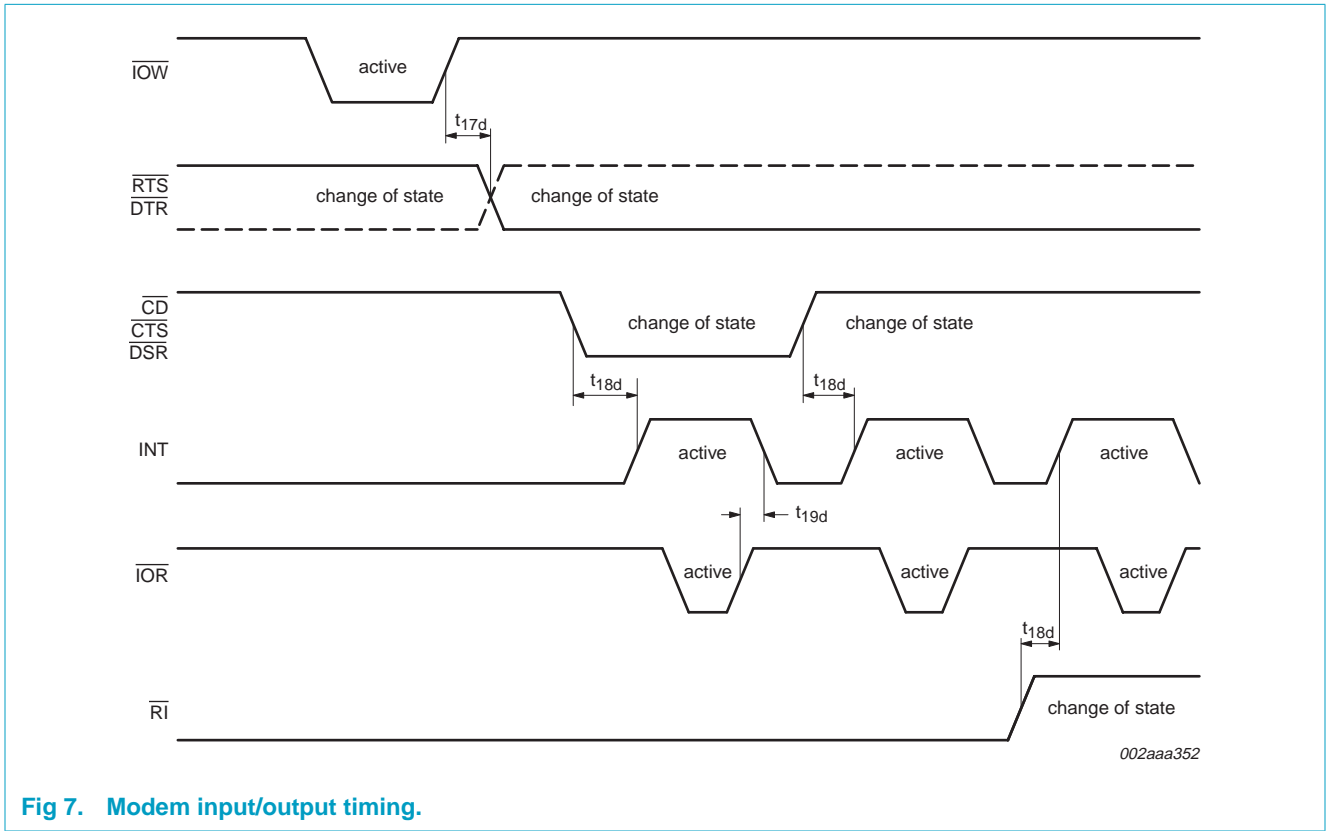 IOW
active
t17d
RTS
DTR
change of state
change of state
CD
CTS
DSR
change of state
change of state
t18d
t18d
INT
active
active
active
t19d
IOR
active
active
active
t18d
RI
change of state
002aaa352
Fig 7. Modem input/output timing.